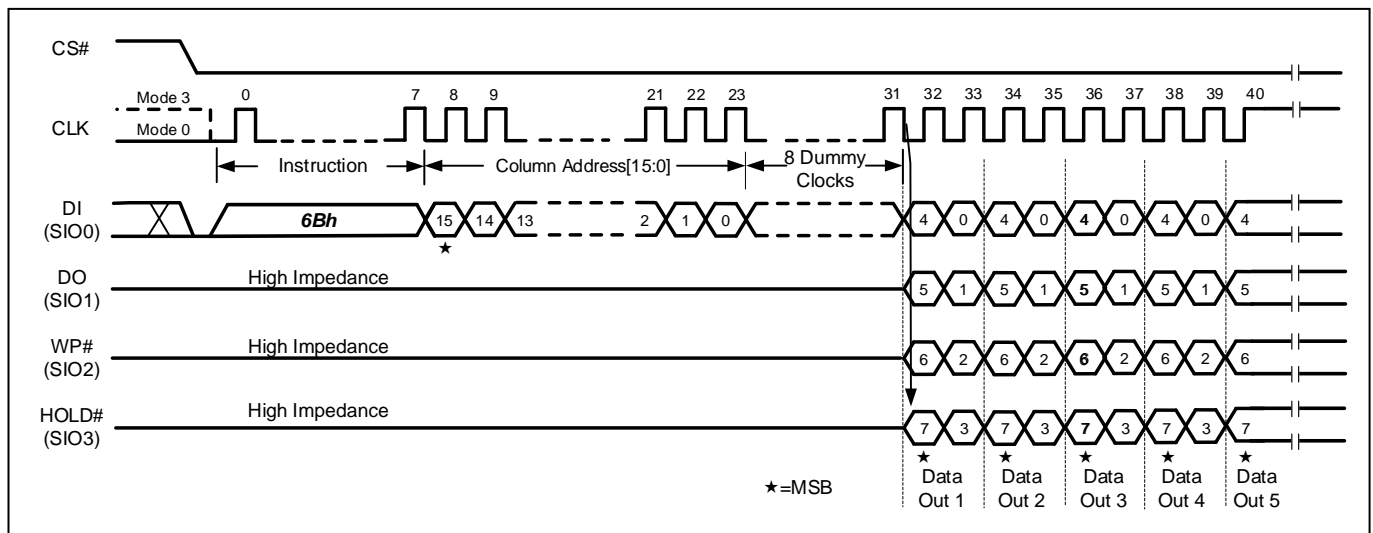 CS#
Mode 3 0 7 8 9 21 22 23 31 32 33 34 35 36 37 38 39 40
CLK
Mode 0
Instruction Column Address[15:0] 8 Dummy
Clocks
DI
(SIO0)
6Bh 15 14 13 2 1 0 4 0 4 0 4 0 4 0 4
★
DO
(SIO1)
High Impedance 5 1 5 1 5 1 5 1 5
WP#
(SIO2)
High Impedance 6 2 6 2 6 2 6 2 6
HOLD#
(SIO3)
High Impedance 7 3 7 3 7 3 7 3 7
★ ★ ★ ★ ★
★=MSB
Data Data Data Data Data
Out 1 Out 2 Out 3 Out 4 Out 5